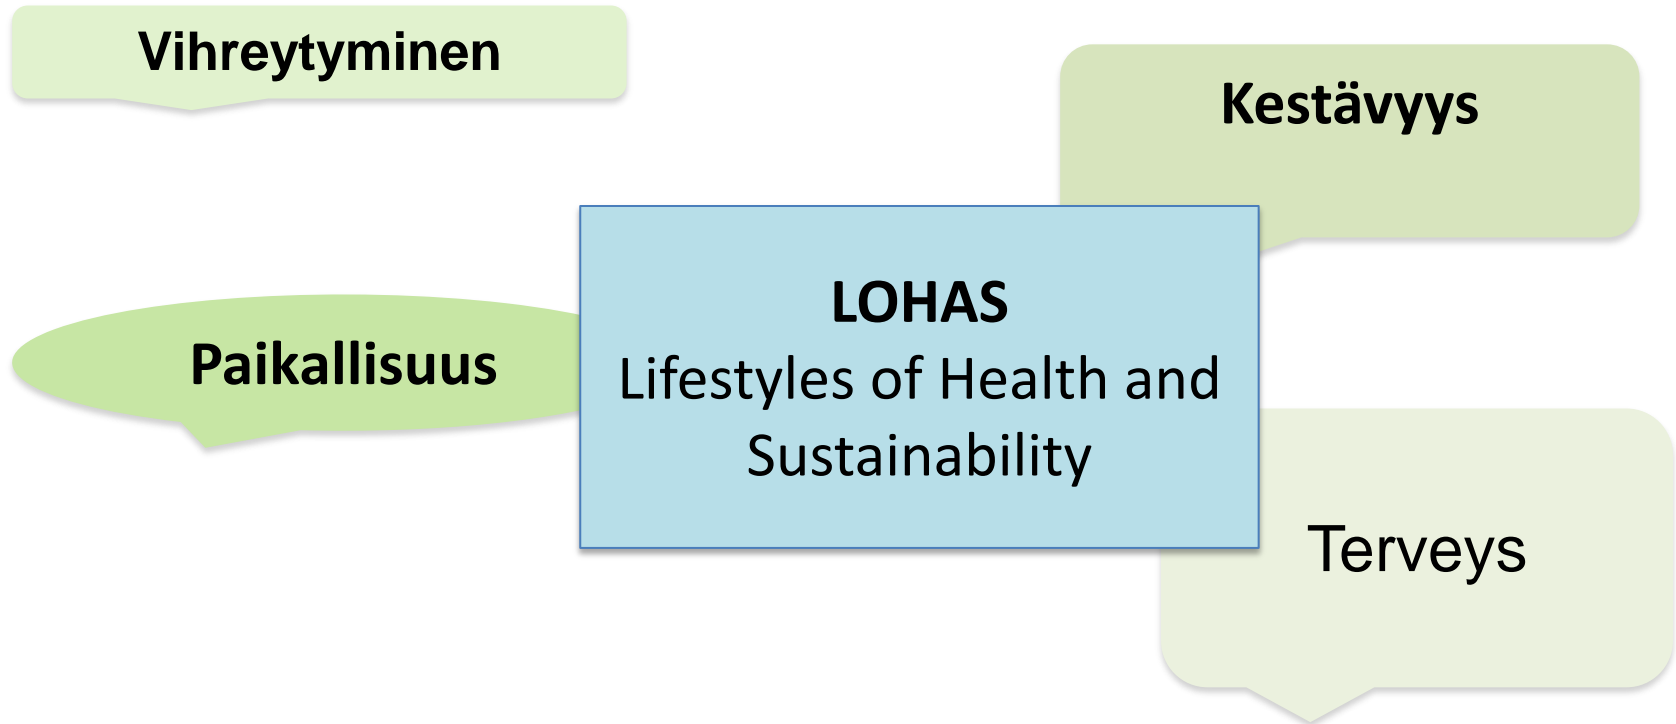 Vihreytyminen
Kestävyys
LOHAS
Lifestyles of Health and
Sustainability
Paikallisuus
Terveys